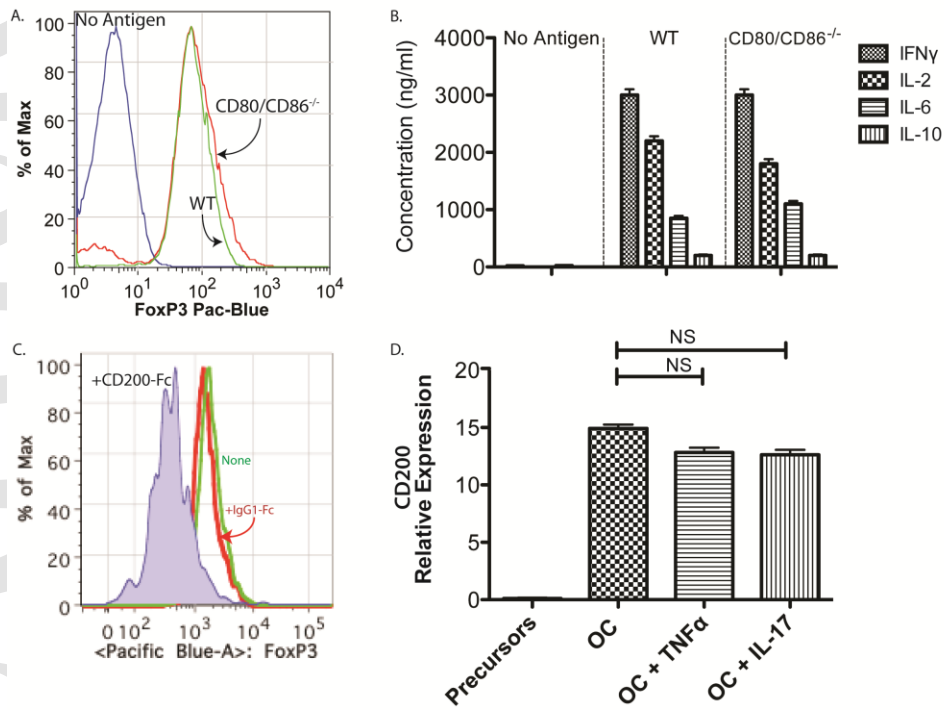 A.
No Antigen
CD80/CD86-/-
WT
% of Max
100
80
60
40
20
0
10^0 10^1 10^2 10^3 10^4
FoxP3 Pac-Blue
B.
No Antigen WT CD80/CD86-/-
Concentration (ng/ml)
4000
3000
2000
1000
0
IFNγ
IL-2
IL-6
IL-10
C.
+CD200-Fc
None
+IgG1-Fc
% of Max
100
80
60
40
20
0
0 10^2 10^3 10^4 10^5
<Pacific Blue-A>: FoxP3
D.
NS
NS
CD200
Relative Expression
20
15
10
5
0
Precursors
OC
OC + TNFα
OC + IL-17